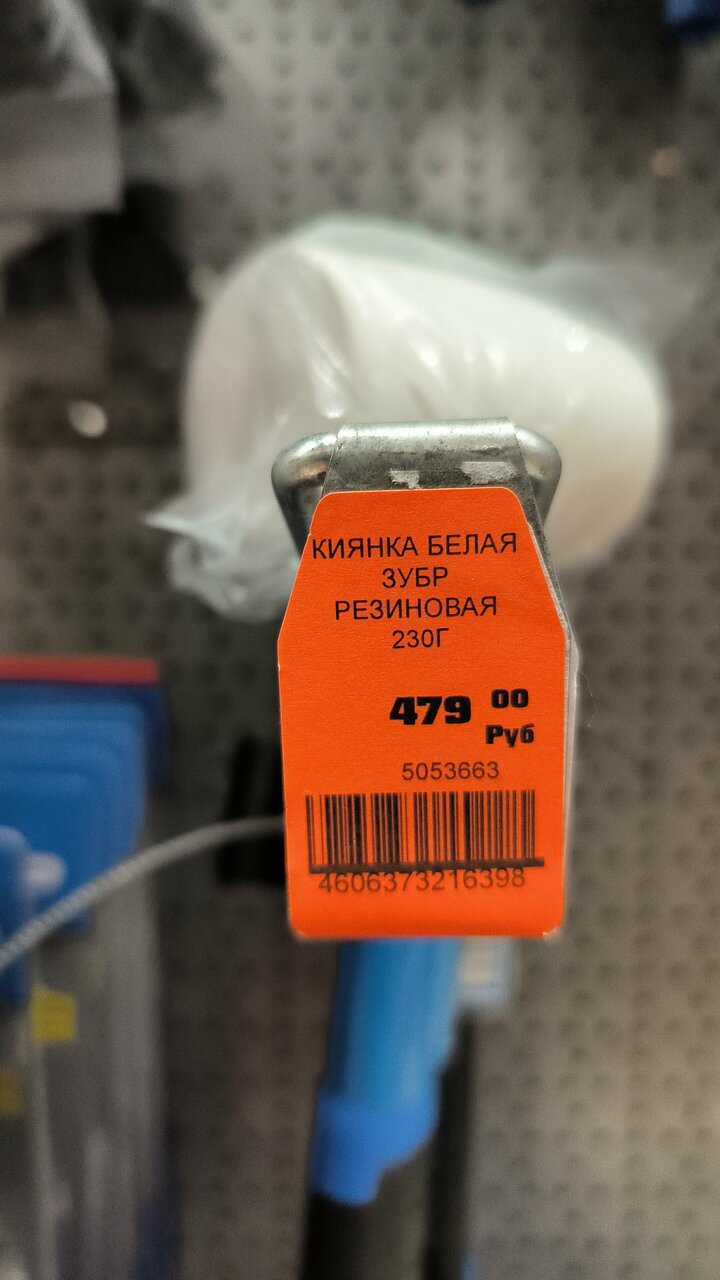 КИЯНКА БЕЛАЯ
ЗУБР
РЕЗИНОВАЯ
230Г
479 00
Руб
5053663
4606373216398